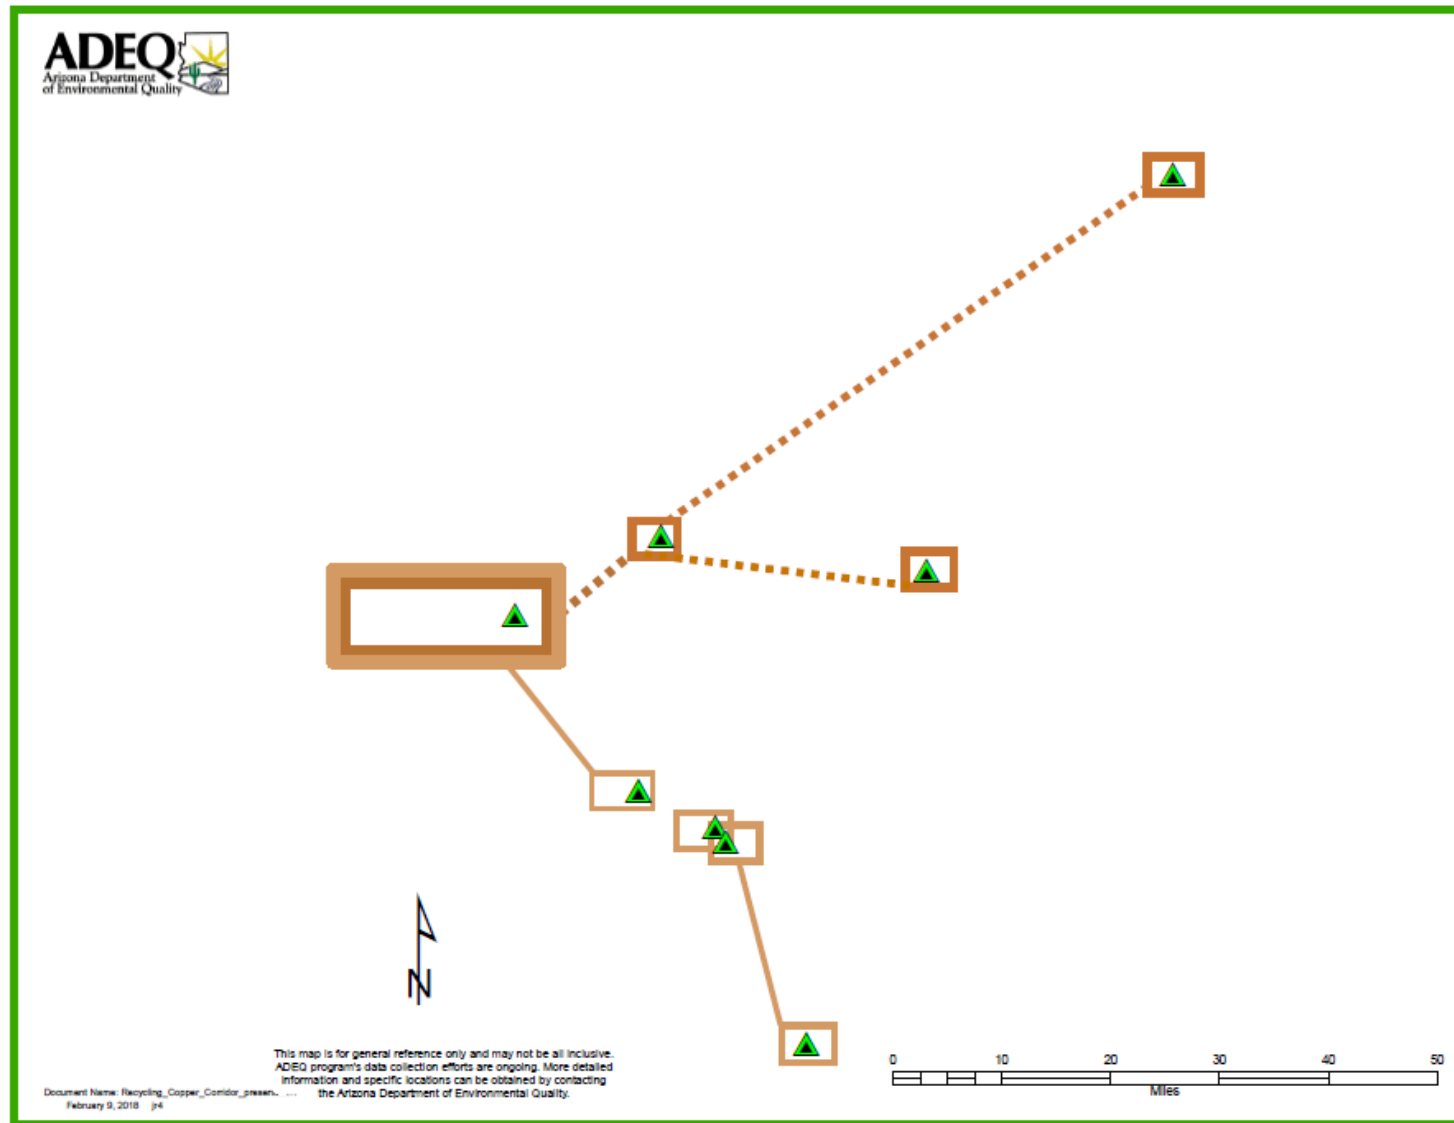 ADEQ
Arizona Department
of Environmental Quality
N
This map is for general reference only and may not be all inclusive.
ADEQ program's data collection efforts are ongoing. More detailed
information and specific locations can be obtained by contacting
the Arizona Department of Environmental Quality.
Document Name: Recycling_Copper_Corridor_presen.. ...
February 9, 2018 jr4
0 10 20 30 40 50
Miles